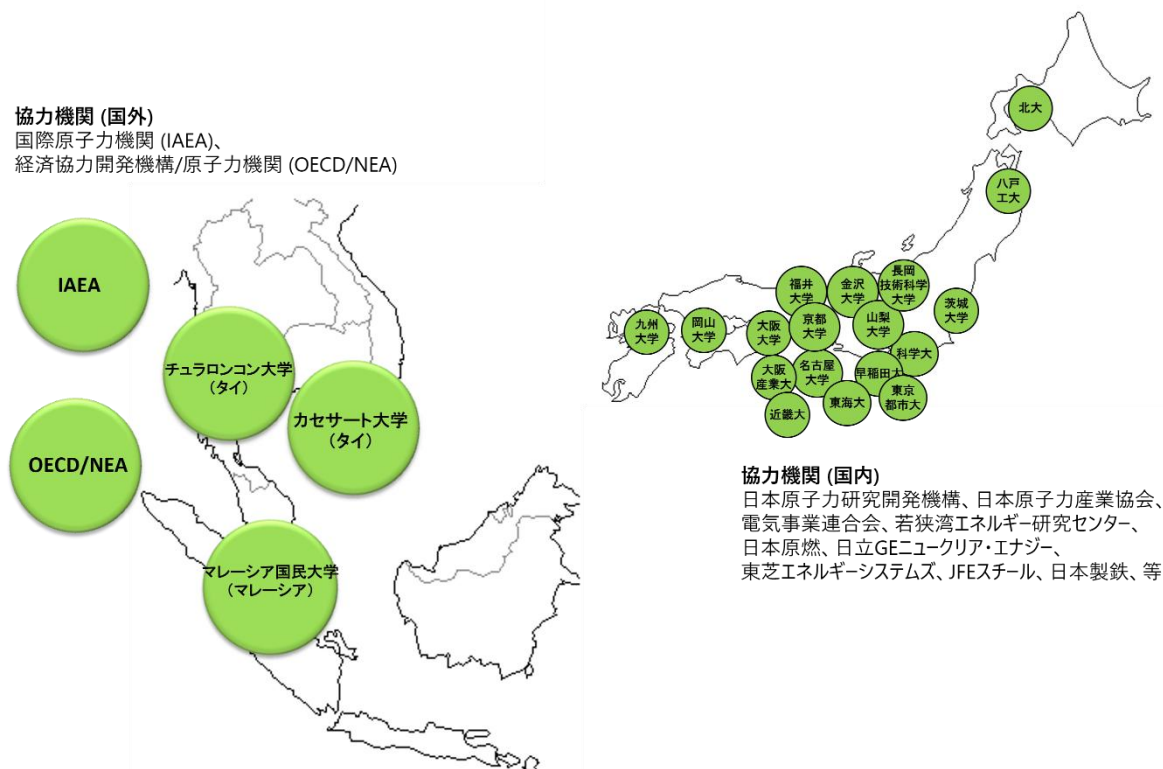 協力機関 (国外)
国際原子力機関 (IAEA)、
経済協力開発機構/原子力機関 (OECD/NEA)
IAEA
チュラロンコン大学
（タイ）
カセサート大学
（タイ）
OECD/NEA
マレーシア国民大学
（マレーシア）
北大
八戸
工大
長岡
技術科学
大学
金沢
大学
福井
大学
茨城
大学
山梨
大学
京都
大学
大阪
大学
岡山
大学
九州
大学
科学大
早稲田大
名古屋
大学
大阪
産業大
東京
都市大
東海大
近畿大
協力機関 (国内)
日本原子力研究開発機構、日本原子力産業協会、
電気事業連合会、若狭湾エネルギー研究センター、
日本原燃、日立GEニュークリア・エナジー、
東芝エネルギーシステムズ、JFEスチール、日本製鉄、等